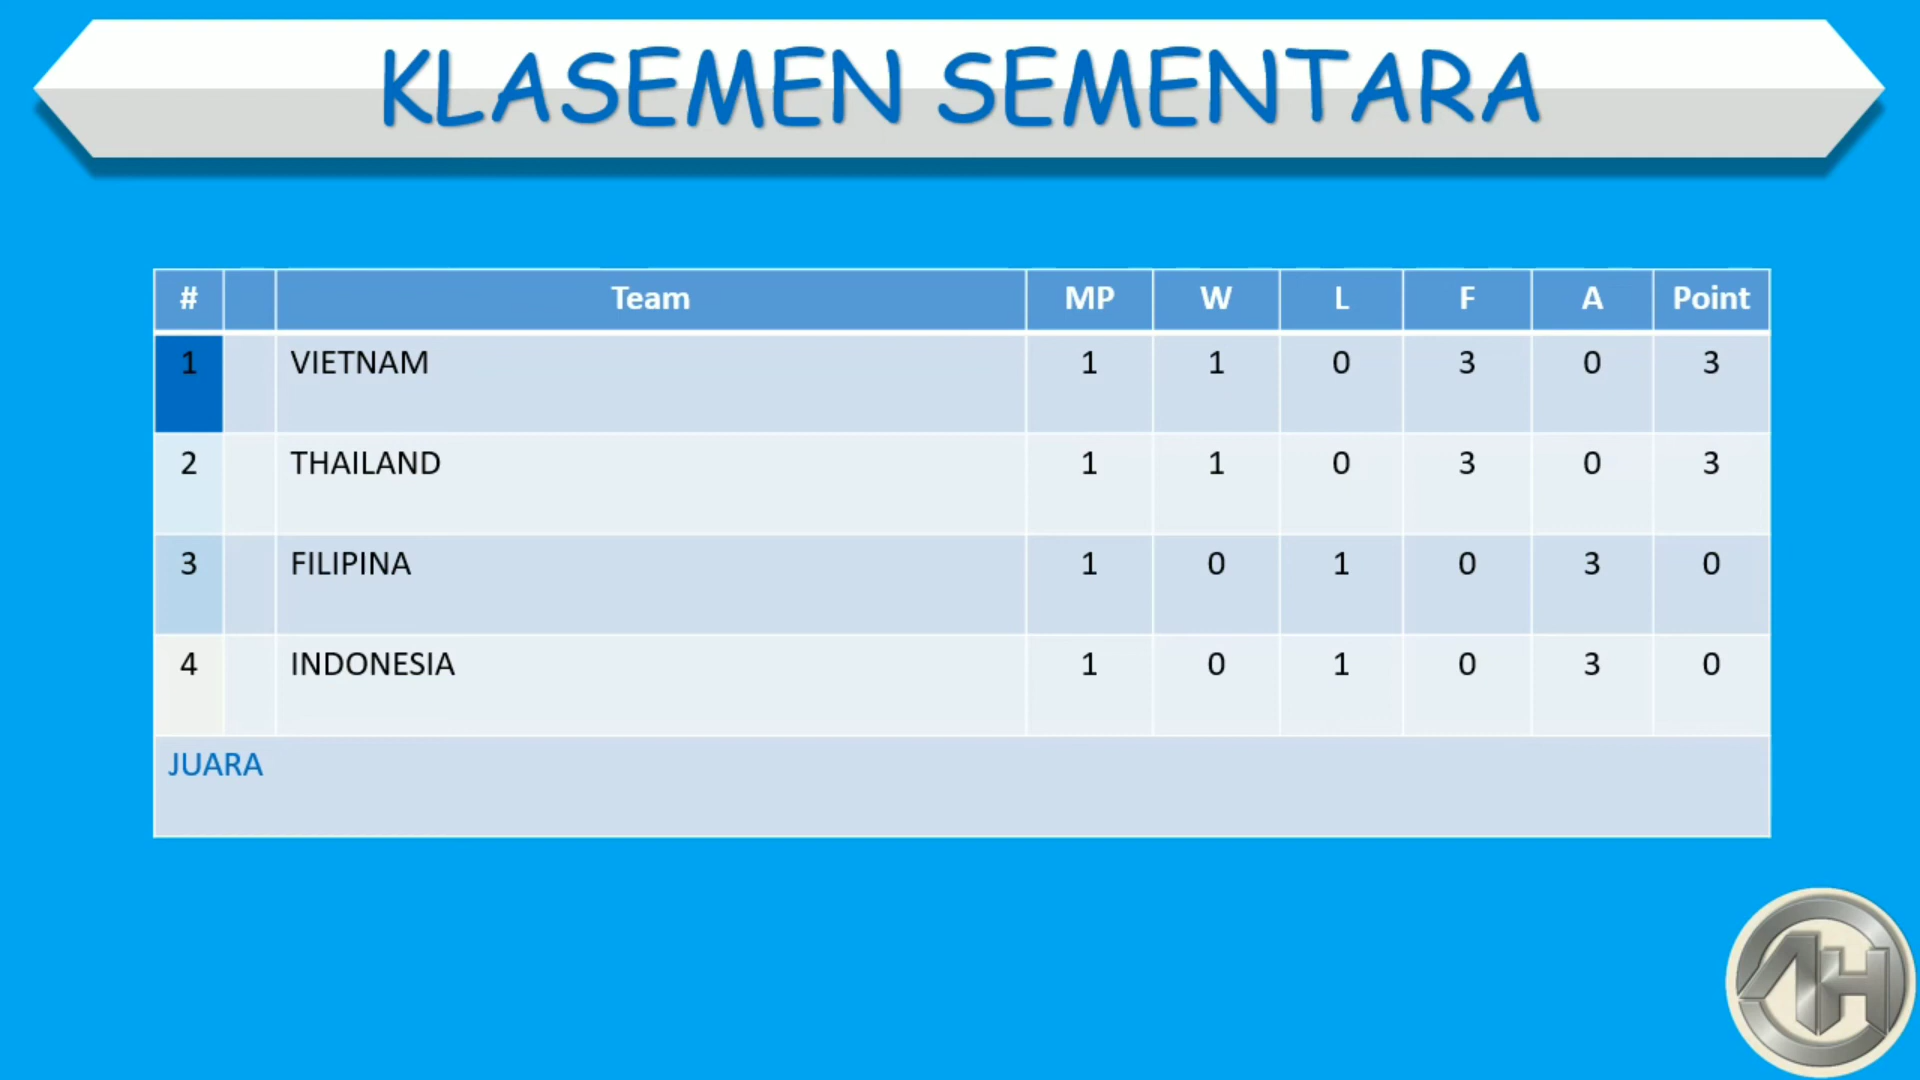 KLASEMEN SEMENTARA
# Team MP W L F A Point
1 VIETNAM 1 1 0 3 0 3
2 THAILAND 1 1 0 3 0 3
3 FILIPINA 1 0 1 0 3 0
4 INDONESIA 1 0 1 0 3 0
JUARA
AH